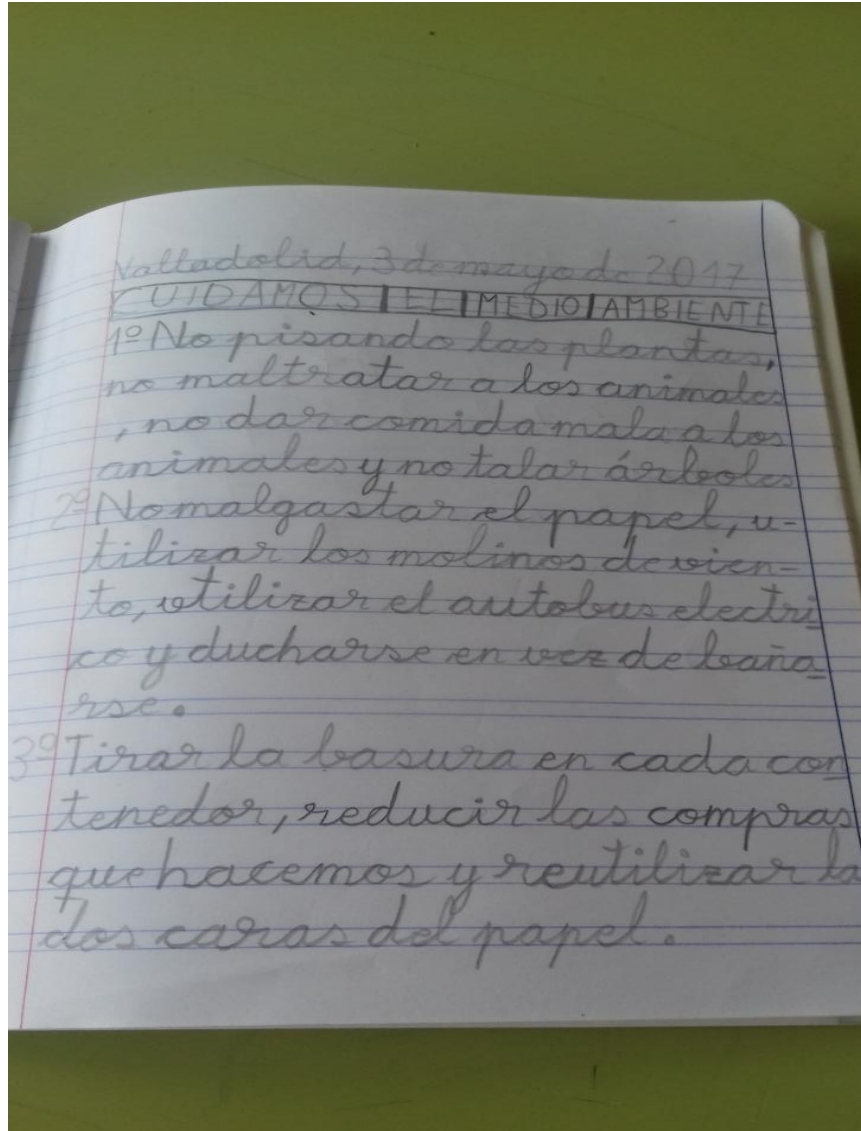 Valladolid, 3 de mayo de 2017
CUIDAMOS EL MEDIO AMBIENTE
1º No pisando las plantas,
no maltratar a los animales
, no dar comida mala a los
animales y no talar árboles
2º No malgastar el papel, u-
tilizar los molinos de vien-
to, utilizar el autobus electri
co y ducharse en vez de baña
rse.
3º Tirar la basura en cada con
tenedor, reducir las compras
que hacemos y reutilizar la
dos caras del papel.